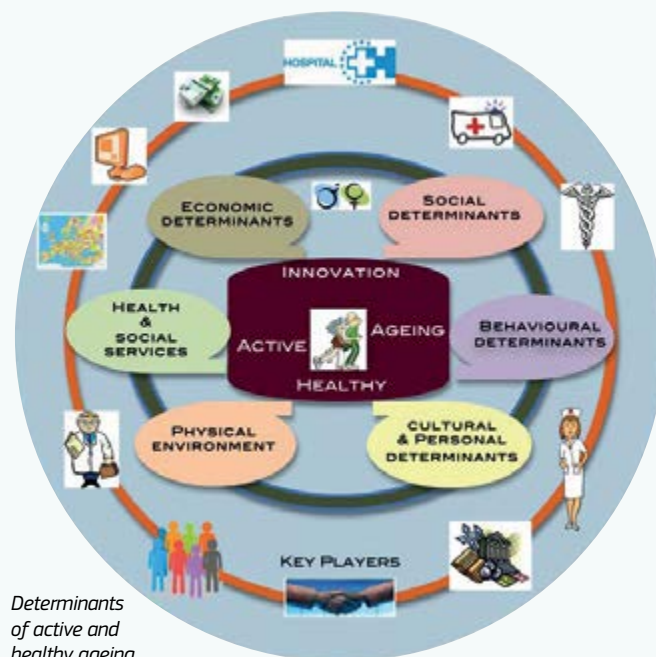 HOSPITAL
ECONOMIC
DETERMINANTS
SOCIAL
DETERMINANTS
INNOVATION
HEALTH
&
SOCIAL
SERVICES
ACTIVE
AGEING
BEHAVIOURAL
DETERMINANTS
HEALTHY
PHYSICAL
ENVIRONMENT
CULTURAL
& PERSONAL
DETERMINANTS
KEY PLAYERS
Determinants
of active and
healthy ageing